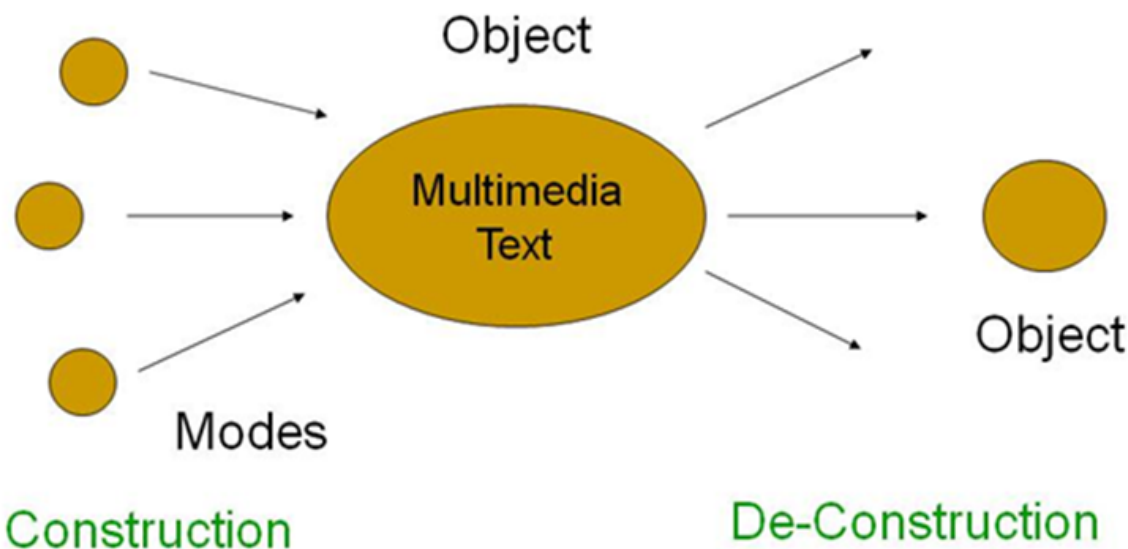 Object
Multimedia
Text
Object
Modes
Construction
De-Construction